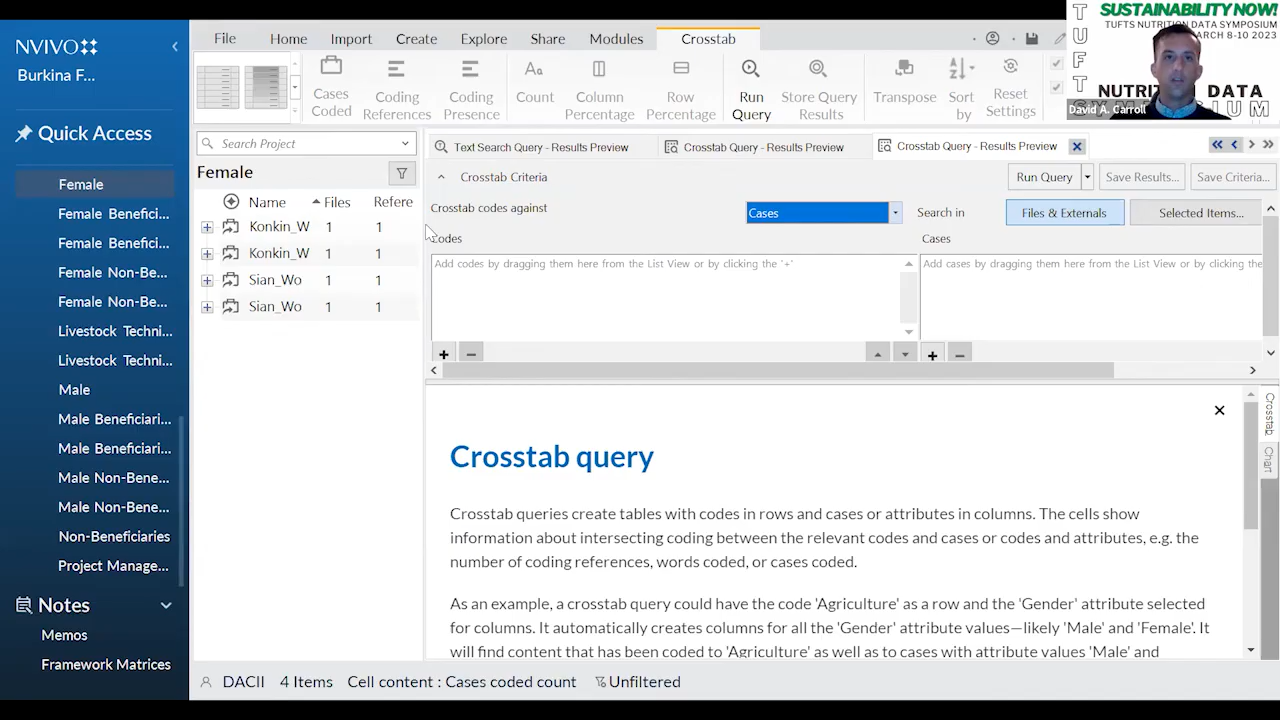 NVIVO
Burkina F...
Quick Access
Female
Female Benefici...
Female Benefici...
Female Non-Be...
Female Non-Be...
Livestock Techni...
Livestock Techni...
Male
Male Beneficiari...
Male Beneficiari...
Male Non-Bene...
Male Non-Bene...
Non-Beneficiaries
Project Manage...
Notes
Memos
Framework Matrices
File Home Import Create Explore Share Modules Crosstab
Cases Coded
Coding References
Coding Presence
Count
Column Percentage
Row Percentage
Run Query
Store Query Results
Transpose
Sort by
Reset Settings
SUSTAINABILITY NOW!
TUFTS NUTRITION DATA SYMPOSIUM
MARCH 8-10 2023
TUFTS
David A. Carroll
Search Project
Female
Name Files Refere
Konkin_W 1 1
Konkin_W 1 1
Sian_Wo 1 1
Sian_Wo 1 1
Text Search Query - Results Preview
Crosstab Query - Results Preview
Crosstab Query - Results Preview
Crosstab Criteria
Run Query
Save Results...
Save Criteria...
Crosstab codes against
Cases
Search in
Files & Externals
Selected Items...
Codes
Cases
Add codes by dragging them here from the List View or by clicking the '+'
Add cases by dragging them here from the List View or by clicking the
Crosstab
Chart
Crosstab query
Crosstab queries create tables with codes in rows and cases or attributes in columns. The cells show
information about intersecting coding between the relevant codes and cases or codes and attributes, e.g. the
number of coding references, words coded, or cases coded.
As an example, a crosstab query could have the code 'Agriculture' as a row and the 'Gender' attribute selected
for columns. It automatically creates columns for all the 'Gender' attribute values—likely 'Male' and 'Female'. It
will find content that has been coded to 'Agriculture' as well as to cases with attribute values 'Male' and
DACII 4 Items Cell content : Cases coded count Unfiltered